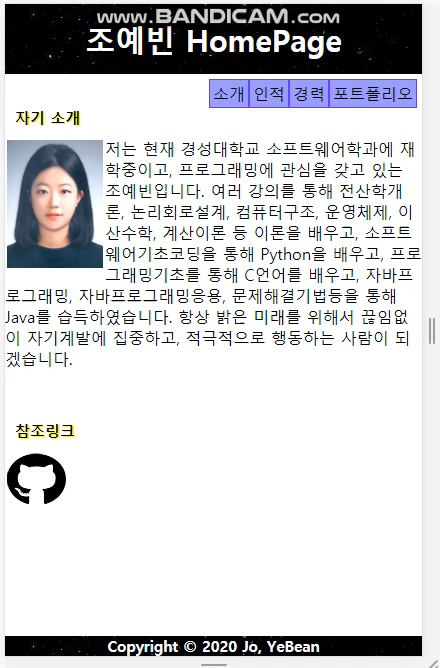 www.BANDICAM.com
조예빈 HomePage
소개 인적 경력 포트폴리오
자기 소개
저는 현재 경성대학교 소프트웨어학과에 재
학중이고, 프로그래밍에 관심을 갖고 있는
조예빈입니다. 여러 강의를 통해 전산학개
론, 논리회로설계, 컴퓨터구조, 운영체제, 이
산수학, 계산이론 등 이론을 배우고, 소프트
웨어기초코딩을 통해 Python을 배우고, 프로
그래밍기초를 통해 C언어를 배우고, 자바프
로그래밍, 자바프로그래밍응용, 문제해결기법등을 통해
Java를 습득하였습니다. 항상 밝은 미래를 위해서 끊임없
이 자기계발에 집중하고, 적극적으로 행동하는 사람이 되
겠습니다.
참조링크
Copyright © 2020 Jo, YeBean